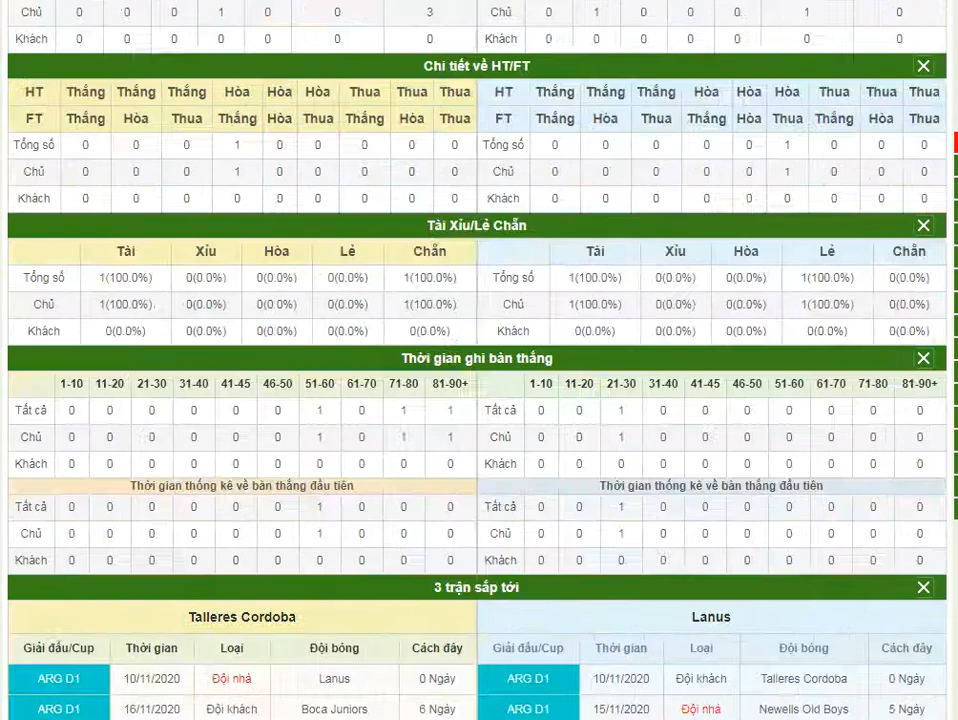 Chủ 0 0 0 1 0 0 3 Chủ 0 1 0 0 0 1 0
Khách 0 0 0 0 0 0 0 Khách 0 0 0 0 0 0 0
Chi tiết về HT/FT
HT Thắng Thắng Thắng Hòa Hòa Hòa Thua Thua Thua HT Thắng Thắng Thắng Hòa Hòa Hòa Thua Thua Thua
FT Thắng Hòa Thua Thắng Hòa Thua Thắng Hòa Thua FT Thắng Hòa Thua Thắng Hòa Thua Thắng Hòa Thua
Tổng số 0 0 0 1 0 0 0 0 0 Tổng số 0 0 0 0 0 1 0 0 0
Chủ 0 0 0 1 0 0 0 0 0 Chủ 0 0 0 0 0 1 0 0 0
Khách 0 0 0 0 0 0 0 0 0 Khách 0 0 0 0 0 0 0 0 0
Tài Xỉu/Lẻ Chẵn
Tài Xỉu Hòa Lẻ Chẵn Tài Xỉu Hòa Lẻ Chẵn
Tổng số 1(100.0%) 0(0.0%) 0(0.0%) 0(0.0%) 1(100.0%) Tổng số 1(100.0%) 0(0.0%) 0(0.0%) 1(100.0%) 0(0.0%)
Chủ 1(100.0%) 0(0.0%) 0(0.0%) 0(0.0%) 1(100.0%) Chủ 1(100.0%) 0(0.0%) 0(0.0%) 1(100.0%) 0(0.0%)
Khách 0(0.0%) 0(0.0%) 0(0.0%) 0(0.0%) 0(0.0%) Khách 0(0.0%) 0(0.0%) 0(0.0%) 0(0.0%) 0(0.0%)
Thời gian ghi bàn thắng
1-10 11-20 21-30 31-40 41-45 46-50 51-60 61-70 71-80 81-90+ 1-10 11-20 21-30 31-40 41-45 46-50 51-60 61-70 71-80 81-90+
Tất cả 0 0 0 0 0 0 1 0 1 1 Tất cả 0 0 1 0 0 0 0 0 0 0
Chủ 0 0 0 0 0 0 1 0 1 1 Chủ 0 0 1 0 0 0 0 0 0 0
Khách 0 0 0 0 0 0 0 0 0 0 Khách 0 0 0 0 0 0 0 0 0 0
Thời gian thống kê về bàn thắng đầu tiên Thời gian thống kê về bàn thắng đầu tiên
Tất cả 0 0 0 0 0 0 1 0 0 0 Tất cả 0 0 1 0 0 0 0 0 0 0
Chủ 0 0 0 0 0 0 1 0 0 0 Chủ 0 0 1 0 0 0 0 0 0 0
Khách 0 0 0 0 0 0 0 0 0 0 Khách 0 0 0 0 0 0 0 0 0 0
3 trận sắp tới
Talleres Cordoba Lanus
Giải đấu/Cup Thời gian Loại Đội bóng Cách đây Giải đấu/Cup Thời gian Loại Đội bóng Cách đây
ARG D1 10/11/2020 Đội nhà Lanus 0 Ngày ARG D1 10/11/2020 Đội khách Talleres Cordoba 0 Ngày
ARG D1 16/11/2020 Đội khách Boca Juniors 6 Ngày ARG D1 15/11/2020 Đội nhà Newells Old Boys 5 Ngày